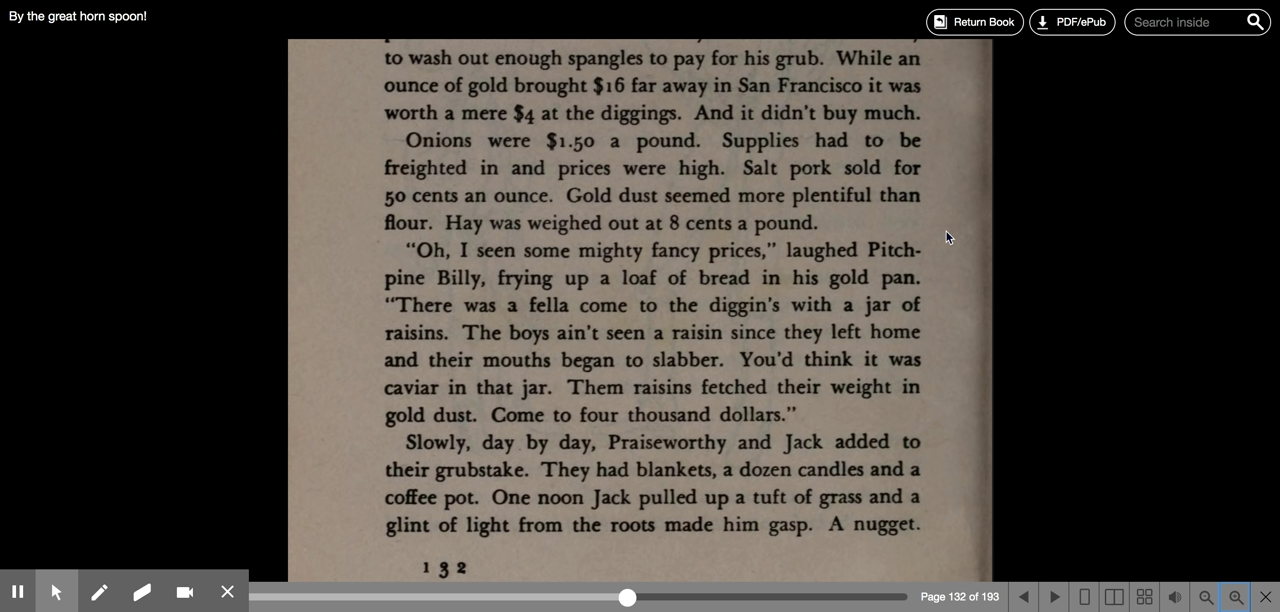 By the great horn spoon!
Return Book
PDF/ePub
Search inside
to wash out enough spangles to pay for his grub. While an
ounce of gold brought $16 far away in San Francisco it was
worth a mere $4 at the diggings. And it didn't buy much.
Onions were $1.50 a pound. Supplies had to be
freighted in and prices were high. Salt pork sold for
50 cents an ounce. Gold dust seemed more plentiful than
flour. Hay was weighed out at 8 cents a pound.
"Oh, I seen some mighty fancy prices," laughed Pitch-
pine Billy, frying up a loaf of bread in his gold pan.
"There was a fella come to the diggin's with a jar of
raisins. The boys ain't seen a raisin since they left home
and their mouths began to slabber. You'd think it was
caviar in that jar. Them raisins fetched their weight in
gold dust. Come to four thousand dollars."
Slowly, day by day, Praiseworthy and Jack added to
their grubstake. They had blankets, a dozen candles and a
coffee pot. One noon Jack pulled up a tuft of grass and a
glint of light from the roots made him gasp. A nugget.
132
Page 132 of 193